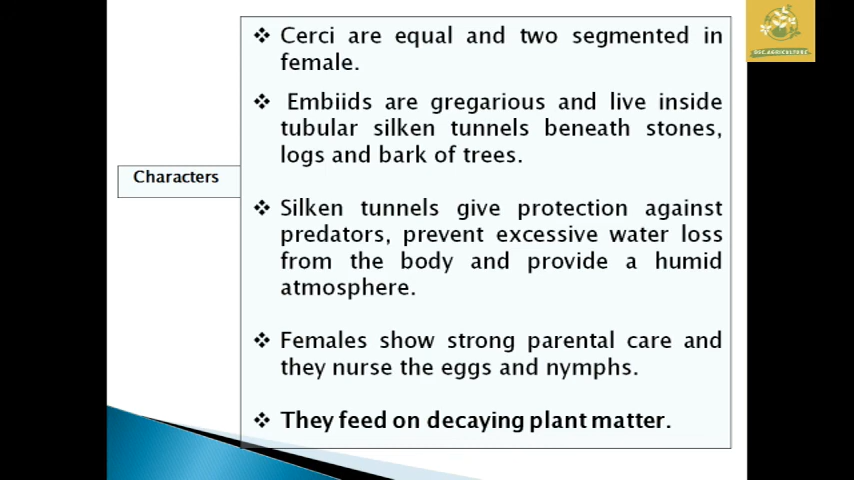 ❖ Cerci are equal and two segmented in
female.
❖ Embiids are gregarious and live inside
tubular silken tunnels beneath stones,
logs and bark of trees.
Characters
❖ Silken tunnels give protection against
predators, prevent excessive water loss
from the body and provide a humid
atmosphere.
❖ Females show strong parental care and
they nurse the eggs and nymphs.
❖ They feed on decaying plant matter.